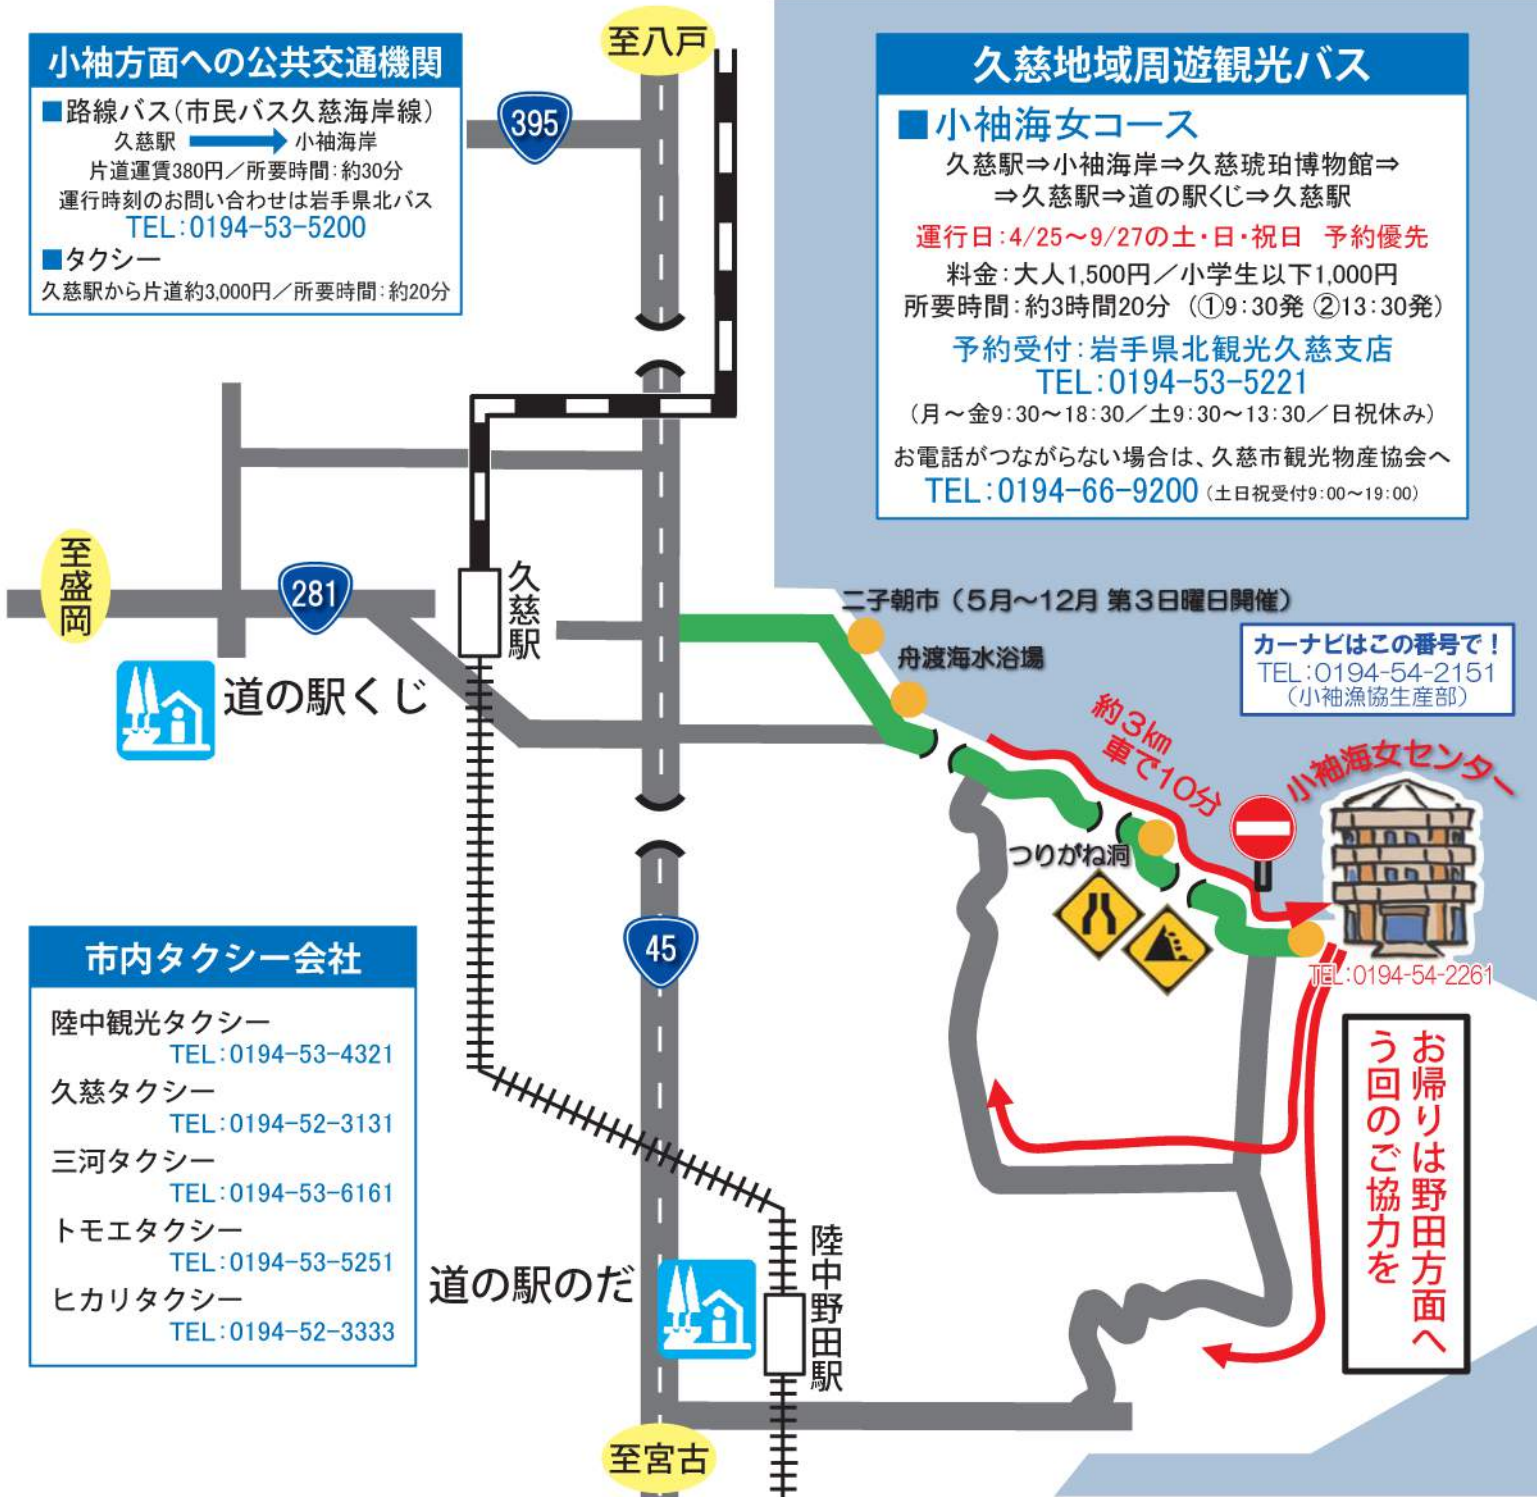 小袖方面への公共交通機関
■路線バス(市民バス久慈海岸線)
久慈駅 → 小袖海岸
片道運賃380円／所要時間：約30分
運行時刻のお問い合わせは岩手県北バス
TEL：0194-53-5200
■タクシー
久慈駅から片道約3,000円／所要時間：約20分
至八戸
395
久慈地域周遊観光バス
■小袖海女コース
久慈駅⇒小袖海岸⇒久慈琥珀博物館⇒
⇒久慈駅⇒道の駅くじ⇒久慈駅
運行日：4/25～9/27の土・日・祝日　予約優先
料金：大人1,500円／小学生以下1,000円
所要時間：約3時間20分（①9：30発 ②13：30発）
予約受付：岩手県北観光久慈支店
TEL：0194-53-5221
（月～金9：30～18：30／土9：30～13：30／日祝休み）
お電話がつながらない場合は、久慈市観光物産協会へ
TEL：0194-66-9200（土日祝受付9：00～19：00）
至盛岡
281
久慈駅
道の駅くじ
二子朝市（5月～12月 第3日曜日開催）
舟渡海水浴場
カーナビはこの番号で！
TEL：0194-54-2151
（小袖漁協生産部）
約3km
車で10分
小袖海女センター
つりがね洞
TEL：0194-54-2261
45
市内タクシー会社
陸中観光タクシー
TEL：0194-53-4321
久慈タクシー
TEL：0194-52-3131
三河タクシー
TEL：0194-53-6161
トモエタクシー
TEL：0194-53-5251
ヒカリタクシー
TEL：0194-52-3333
お帰りは野田方面へ
う回のご協力を
道の駅のだ
陸中野田駅
至宮古